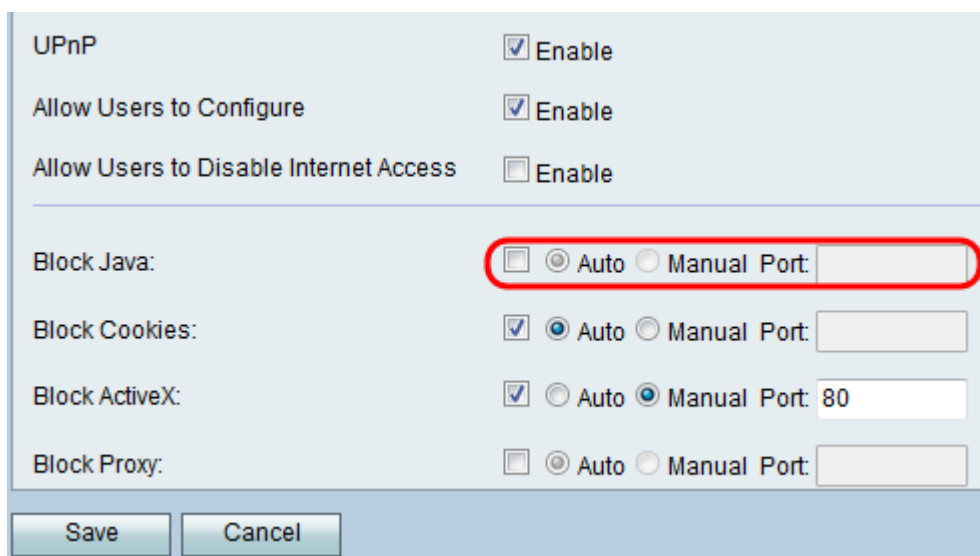 UPnP Enable
Allow Users to Configure Enable
Allow Users to Disable Internet Access Enable
Block Java: Auto Manual Port:
Block Cookies: Auto Manual Port:
Block ActiveX: Auto Manual Port: 80
Block Proxy: Auto Manual Port:
Save Cancel